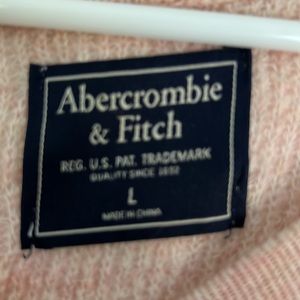 Abercrombie
& Fitch
REG. U.S. PAT. TRADEMARK
QUALITY SINCE 1892
L
MADE IN CHINA